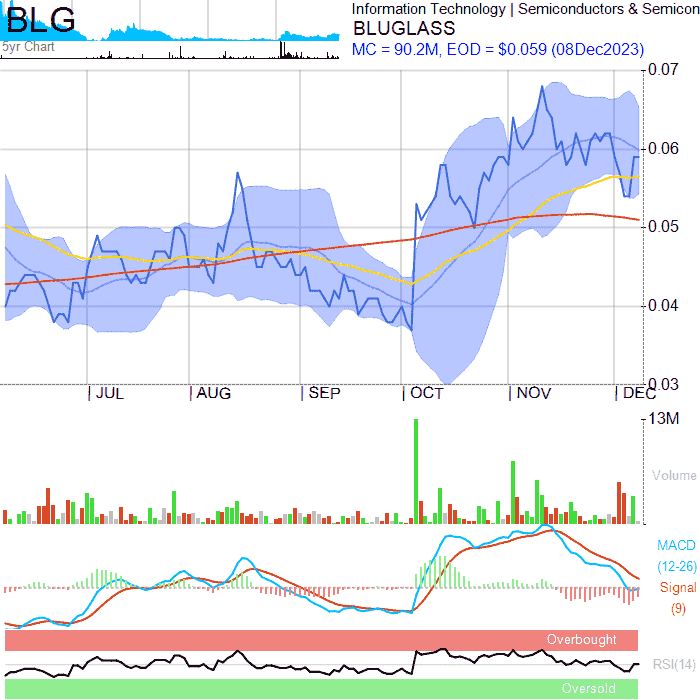 BLG
5yr Chart
Information Technology | Semiconductors & Semicon
BLUGLASS
MC = 90.2M, EOD = $0.059 (08Dec2023)
0.07
0.06
0.05
0.04
0.03
JUL AUG SEP OCT NOV DEC
13M
Volume
MACD
(12-26)
Signal
(9)
Overbought
RSI(14)
Oversold